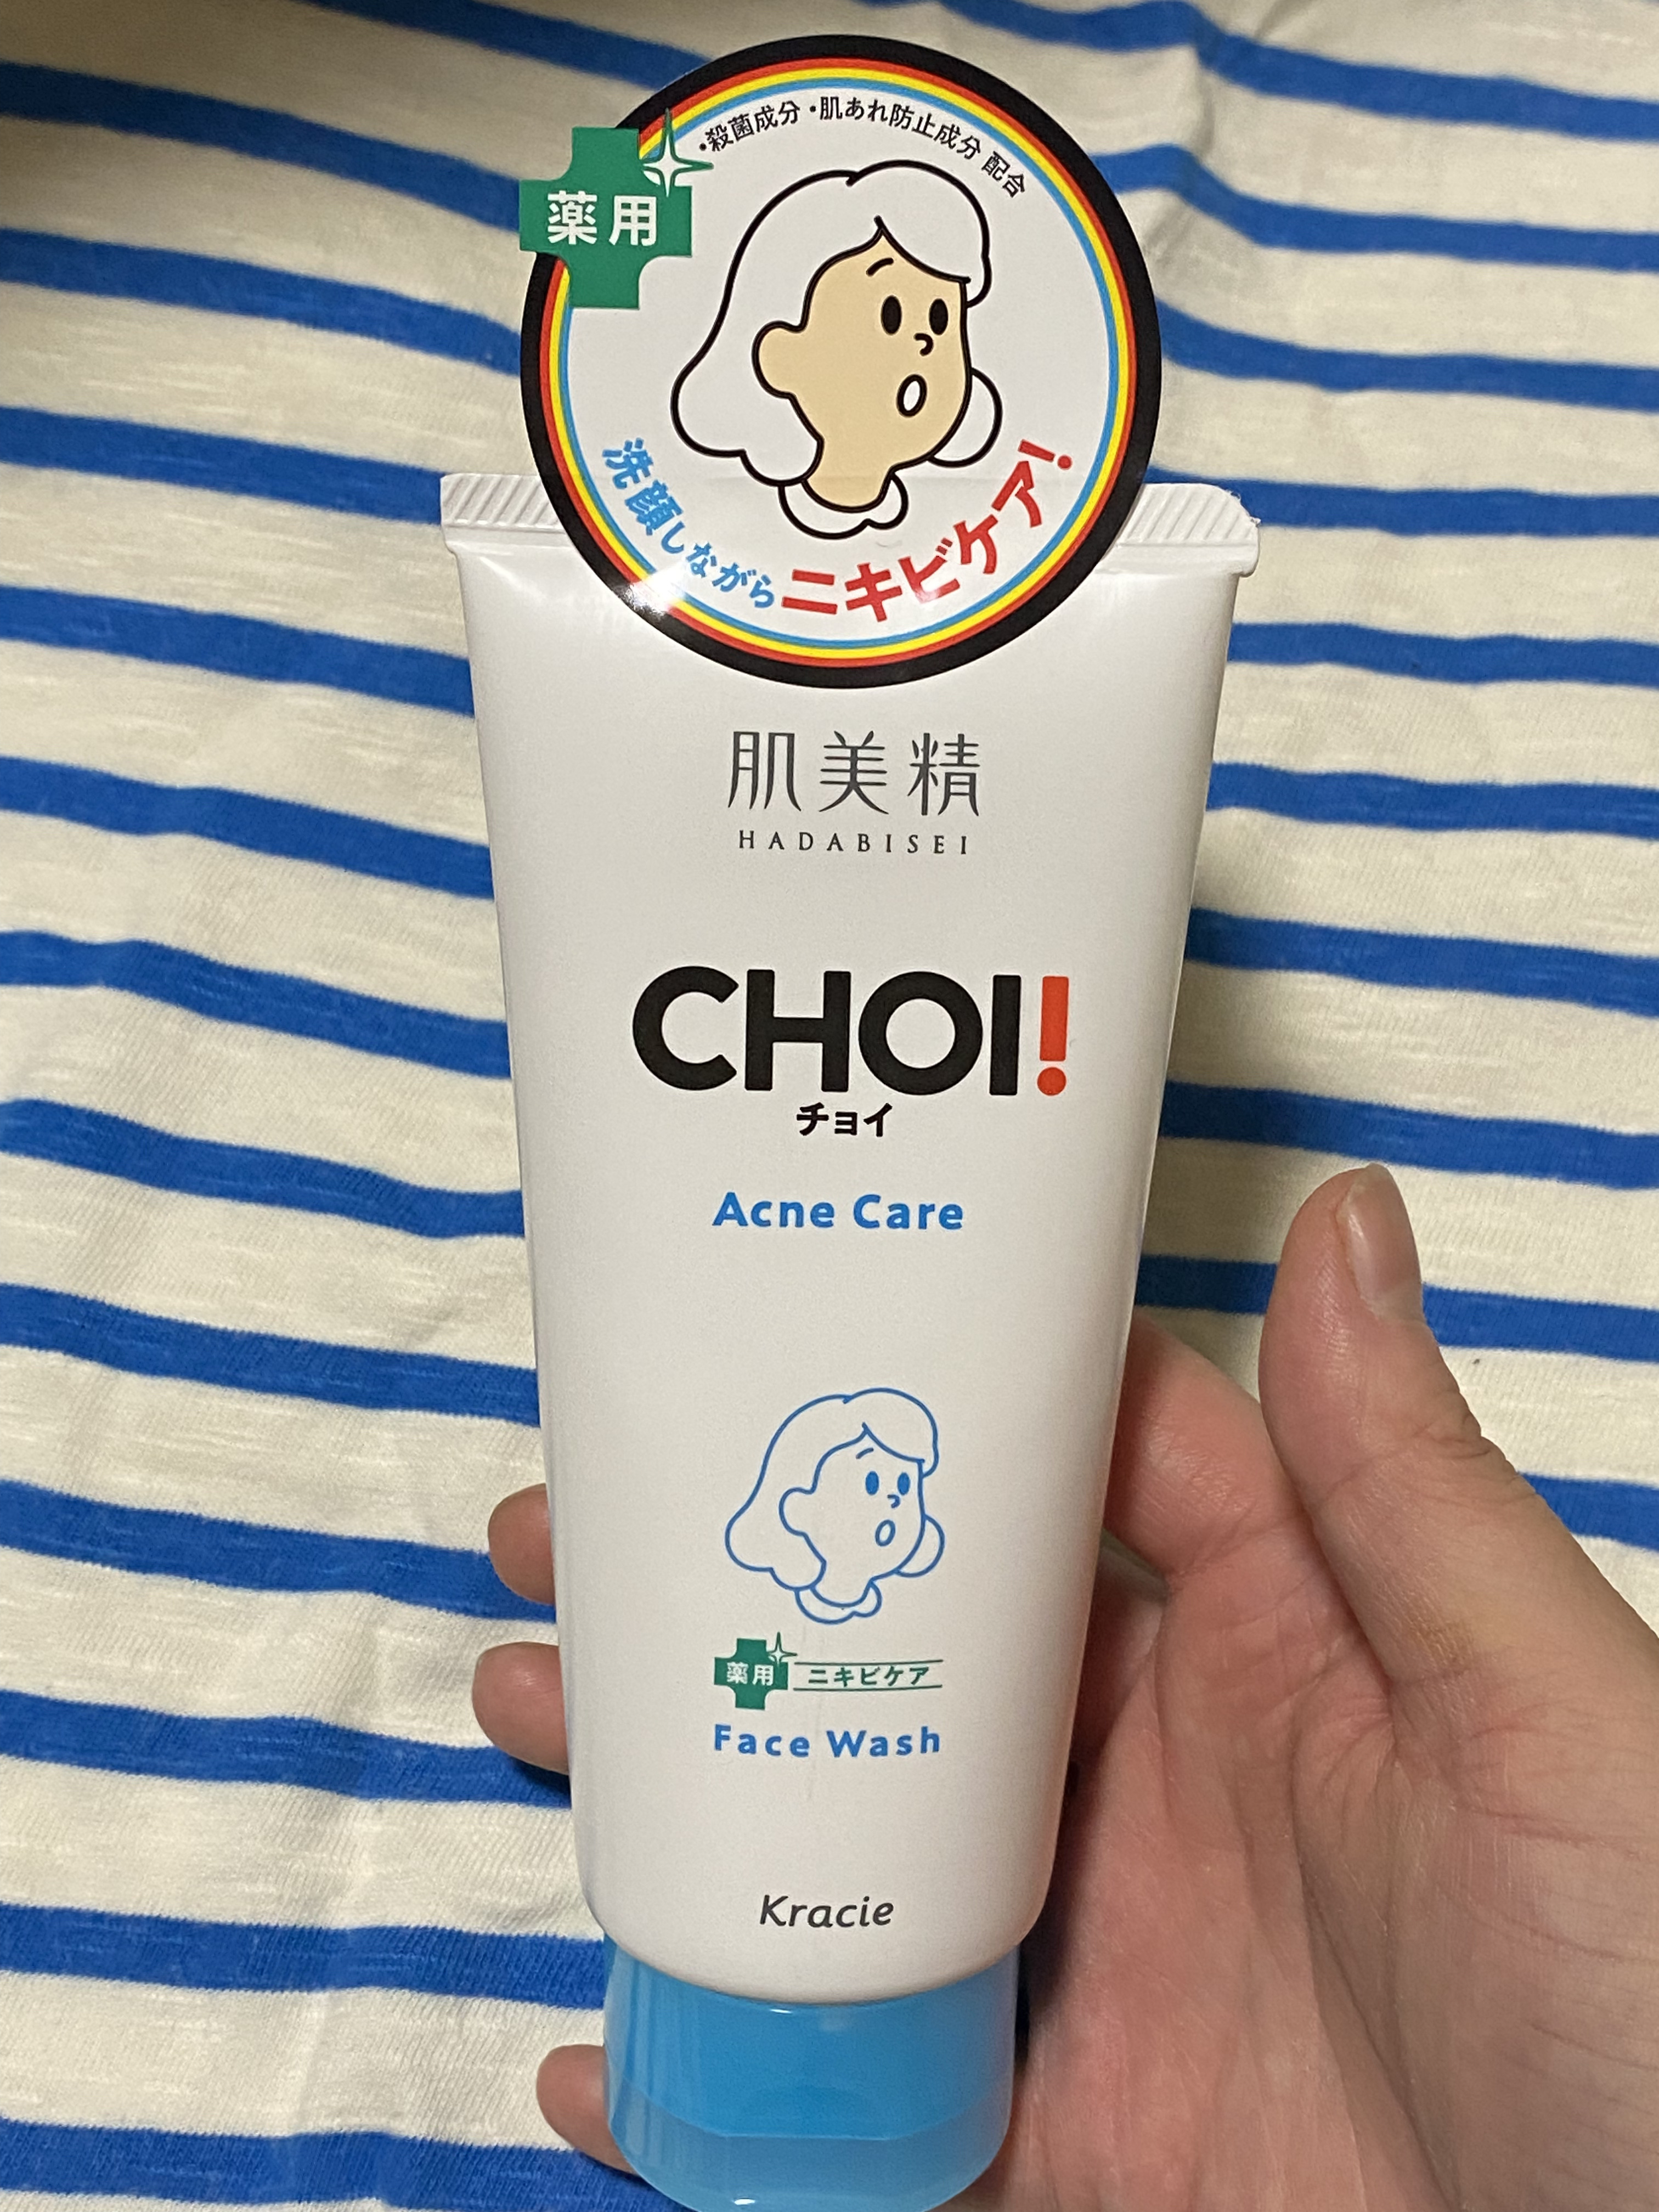 ・殺菌成分・肌あれ防止成分 配合
薬用
洗顔しながらニキビケア!
肌美精
HADABISEI
CHOI!
チョイ
Acne Care
薬用 ニキビケア
Face Wash
Kracie